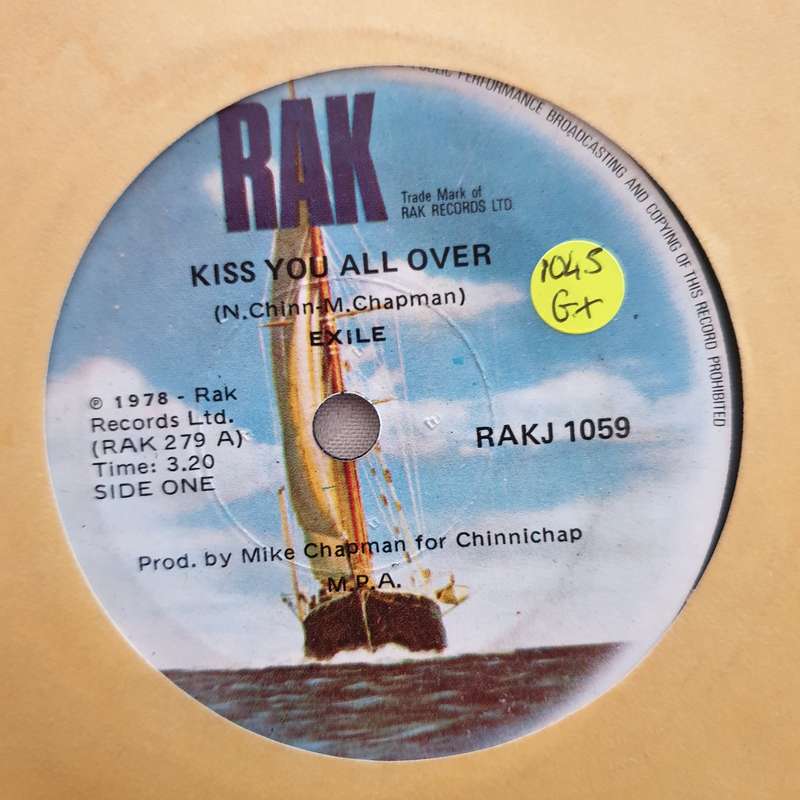 PUBLIC PERFORMANCE BROADCASTING AND COPYING OF THIS RECORD PROHIBITED
RAK
Trade Mark of
RAK RECORDS LTD
KISS YOU ALL OVER
(N.Chinn-M.Chapman)
EXILE
1045
G+
℗ 1978 - Rak
Records Ltd.
(RAK 279 A)
Time: 3.20
SIDE ONE
RAKJ 1059
Prod. by Mike Chapman for Chinnichap
M.P.A.